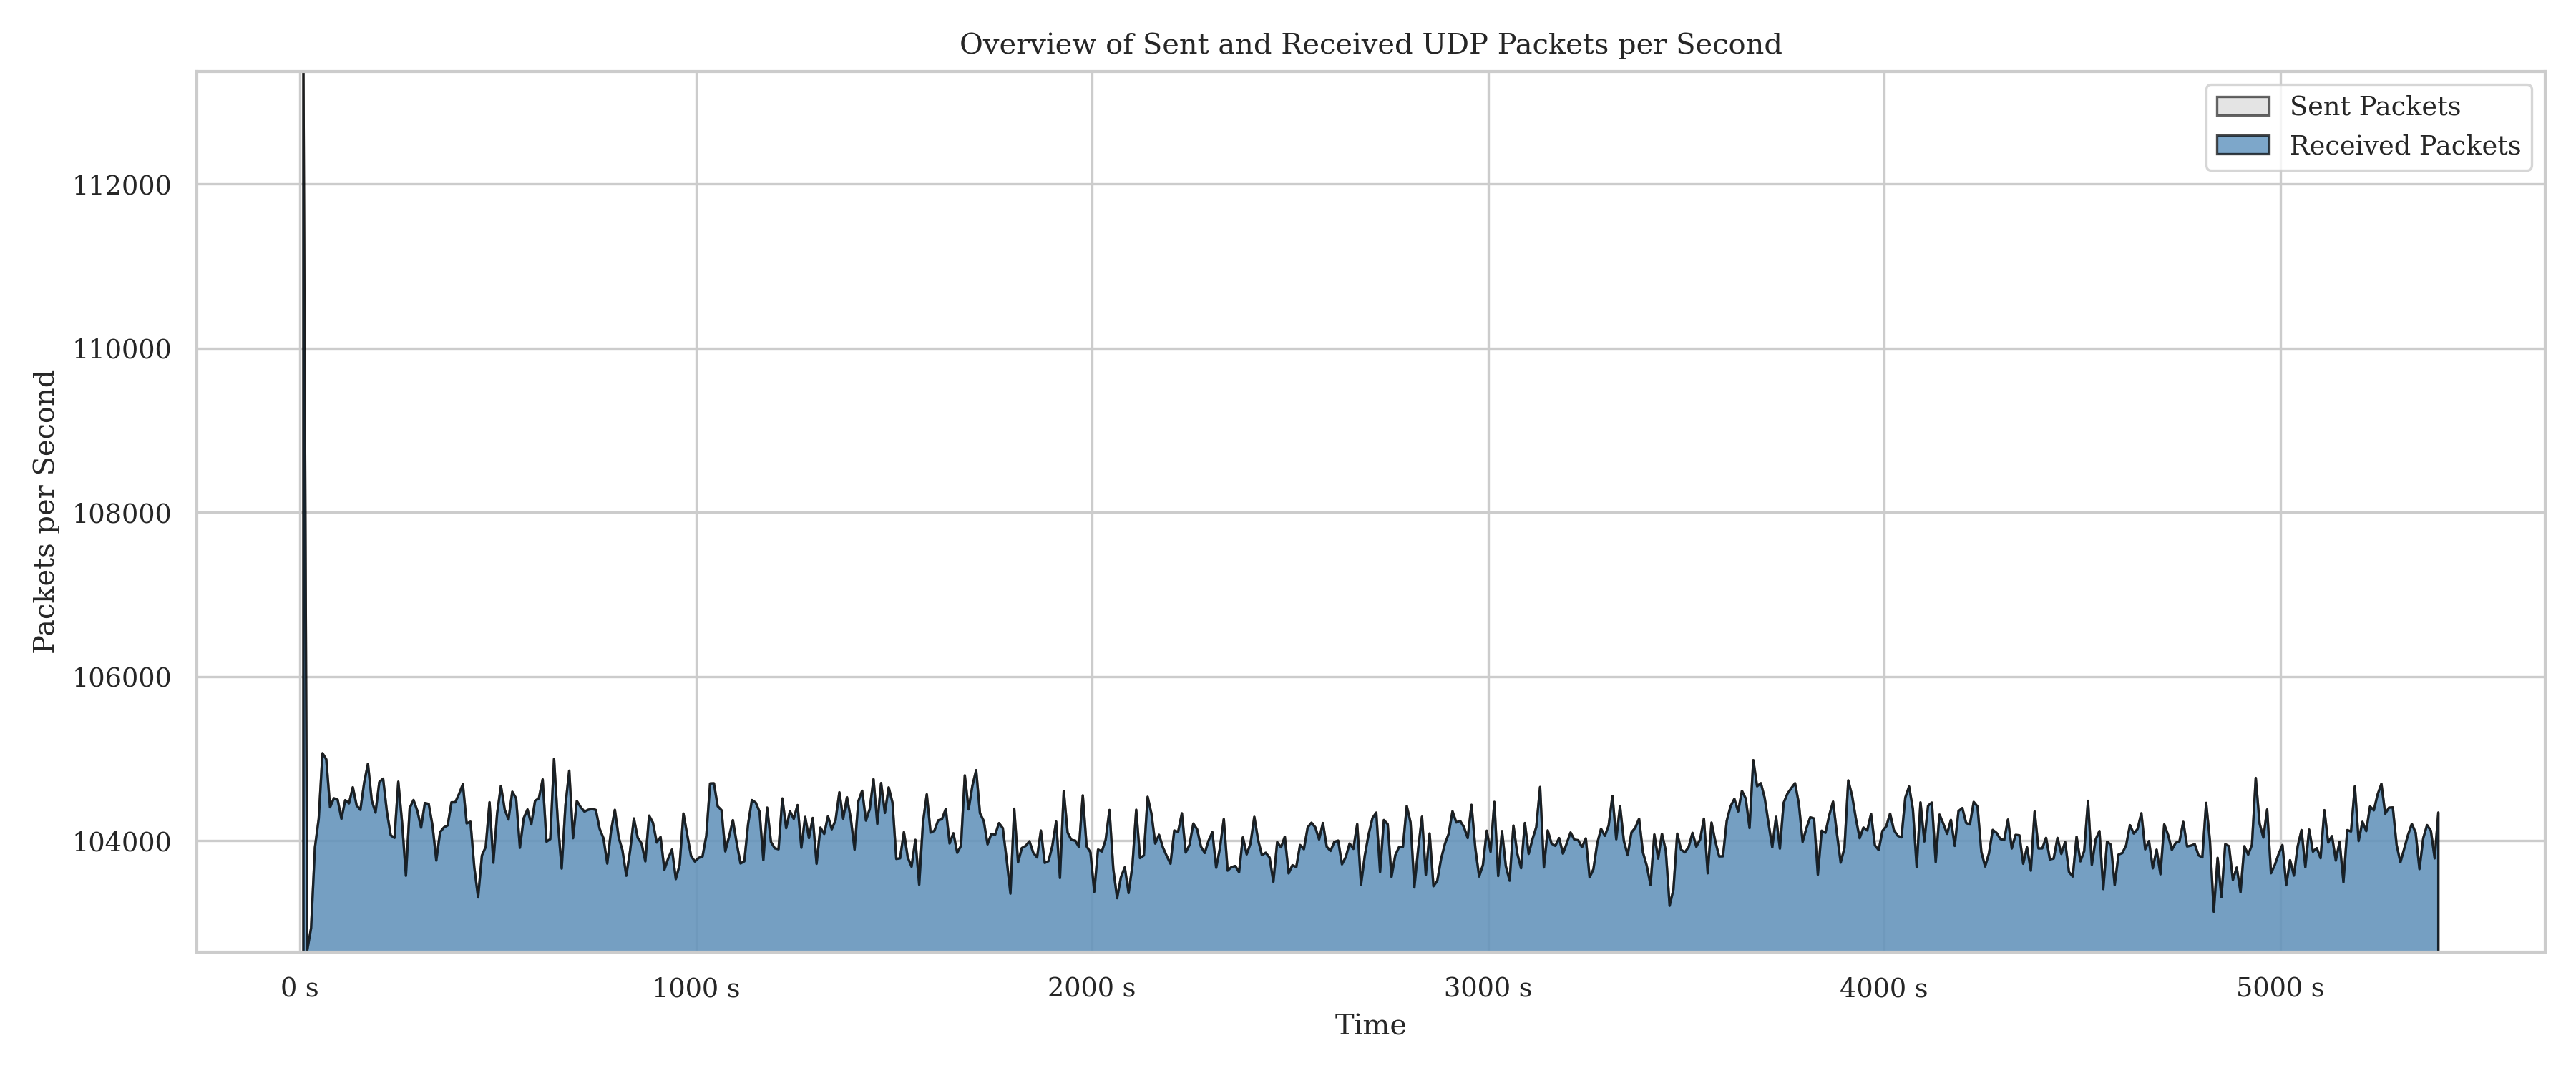 Overview of Sent and Received UDP Packets per Second
Sent Packets
Received Packets
Packets per Second
112000
110000
108000
106000
104000
0 s
1000 s
2000 s
3000 s
4000 s
5000 s
Time